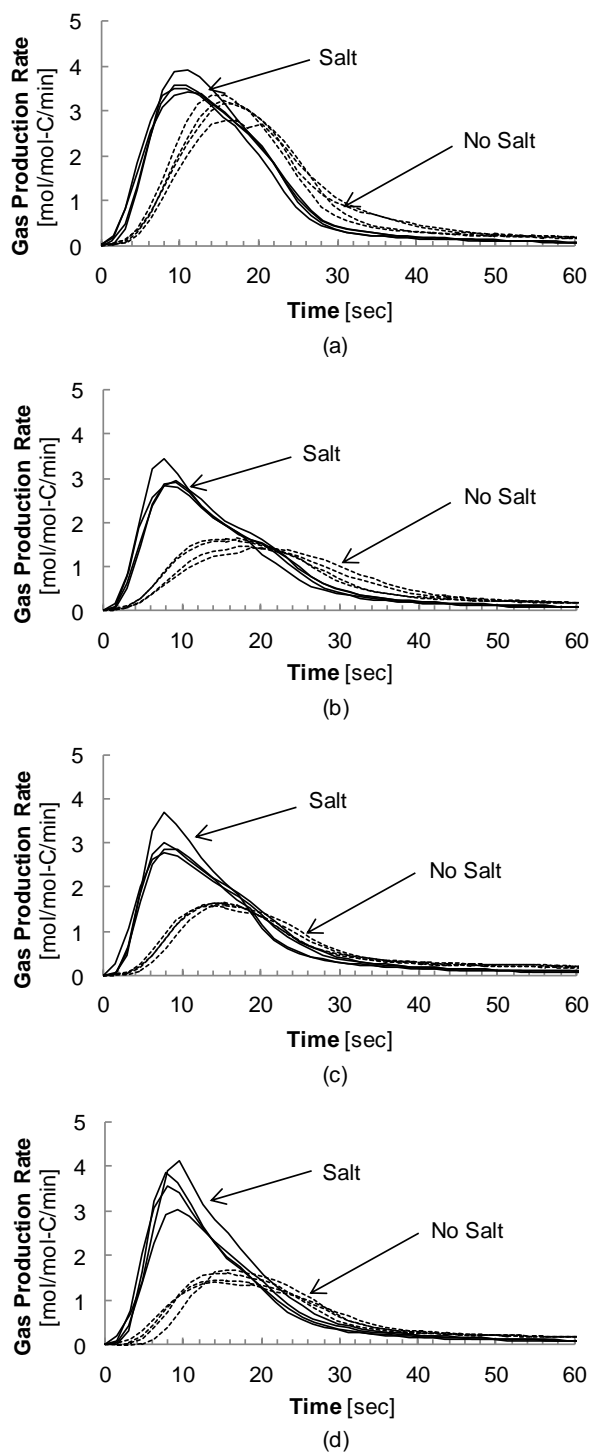 Gas Production Rate
[mol/mol-C/min]
5
4
3
2
1
0
Salt
No Salt
0 10 20 30 40 50 60
Time [sec]
(a)
Gas Production Rate
[mol/mol-C/min]
5
4
3
2
1
0
Salt
No Salt
0 10 20 30 40 50 60
Time [sec]
(b)
Gas Production Rate
[mol/mol-C/min]
5
4
3
2
1
0
Salt
No Salt
0 10 20 30 40 50 60
Time [sec]
(c)
Gas Production Rate
[mol/mol-C/min]
5
4
3
2
1
0
Salt
No Salt
0 10 20 30 40 50 60
Time [sec]
(d)